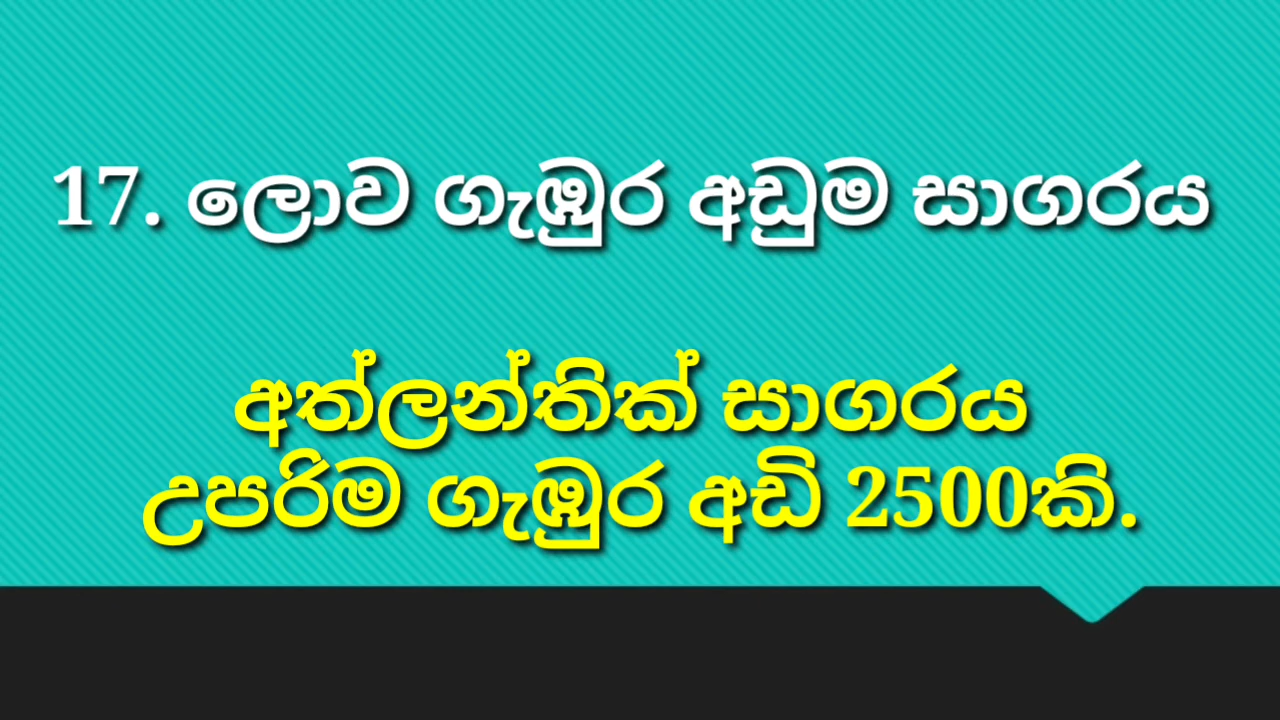 17. ලොව ගැඹුර අඩුම සාගරය
අත්ලන්තික් සාගරය
උපරිම ගැඹුර අඩි 2500කි.